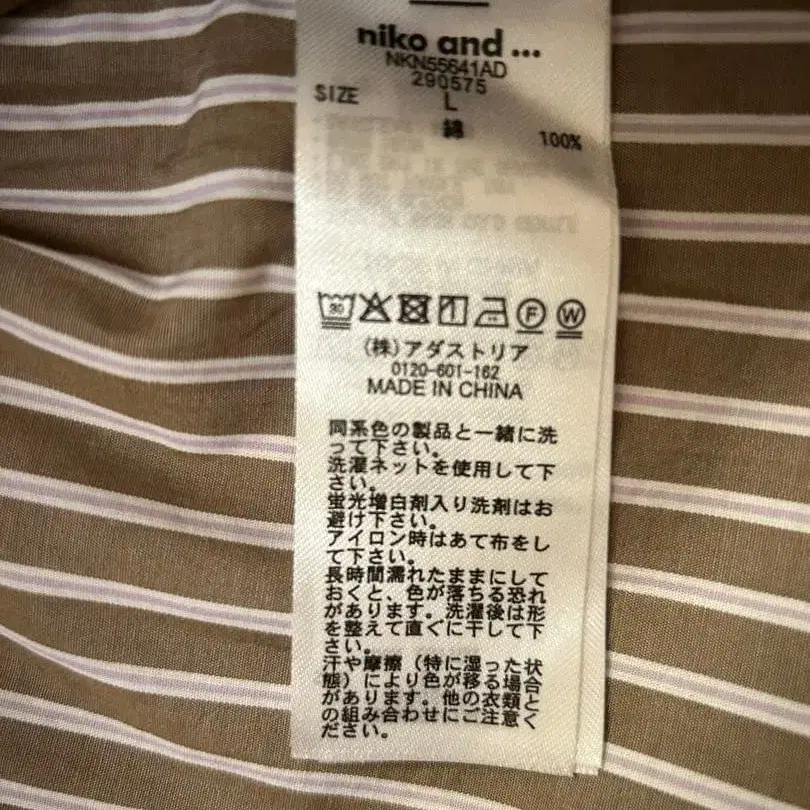 niko and ...
NKN55641AD
290575
SIZE L
綿 100%
30
F W
(株)アダストリア
0120-601-162
MADE IN CHINA
同系色の製品と一緒に洗
って下さい。
洗濯ネットを使用して下
さい。
蛍光増白剤入り洗剤はお
避け下さい。
アイロン時はあて布をし
て下さい。
長時間濡れたままにして
おくと、色が落ちる恐れ
があります。洗濯後は形
を整えて直ぐに干して下
さい。
汗や摩擦（特に湿った状
態）により色が移る場合
があります。他の衣類と
の組み合わせにご注意く
ださい。